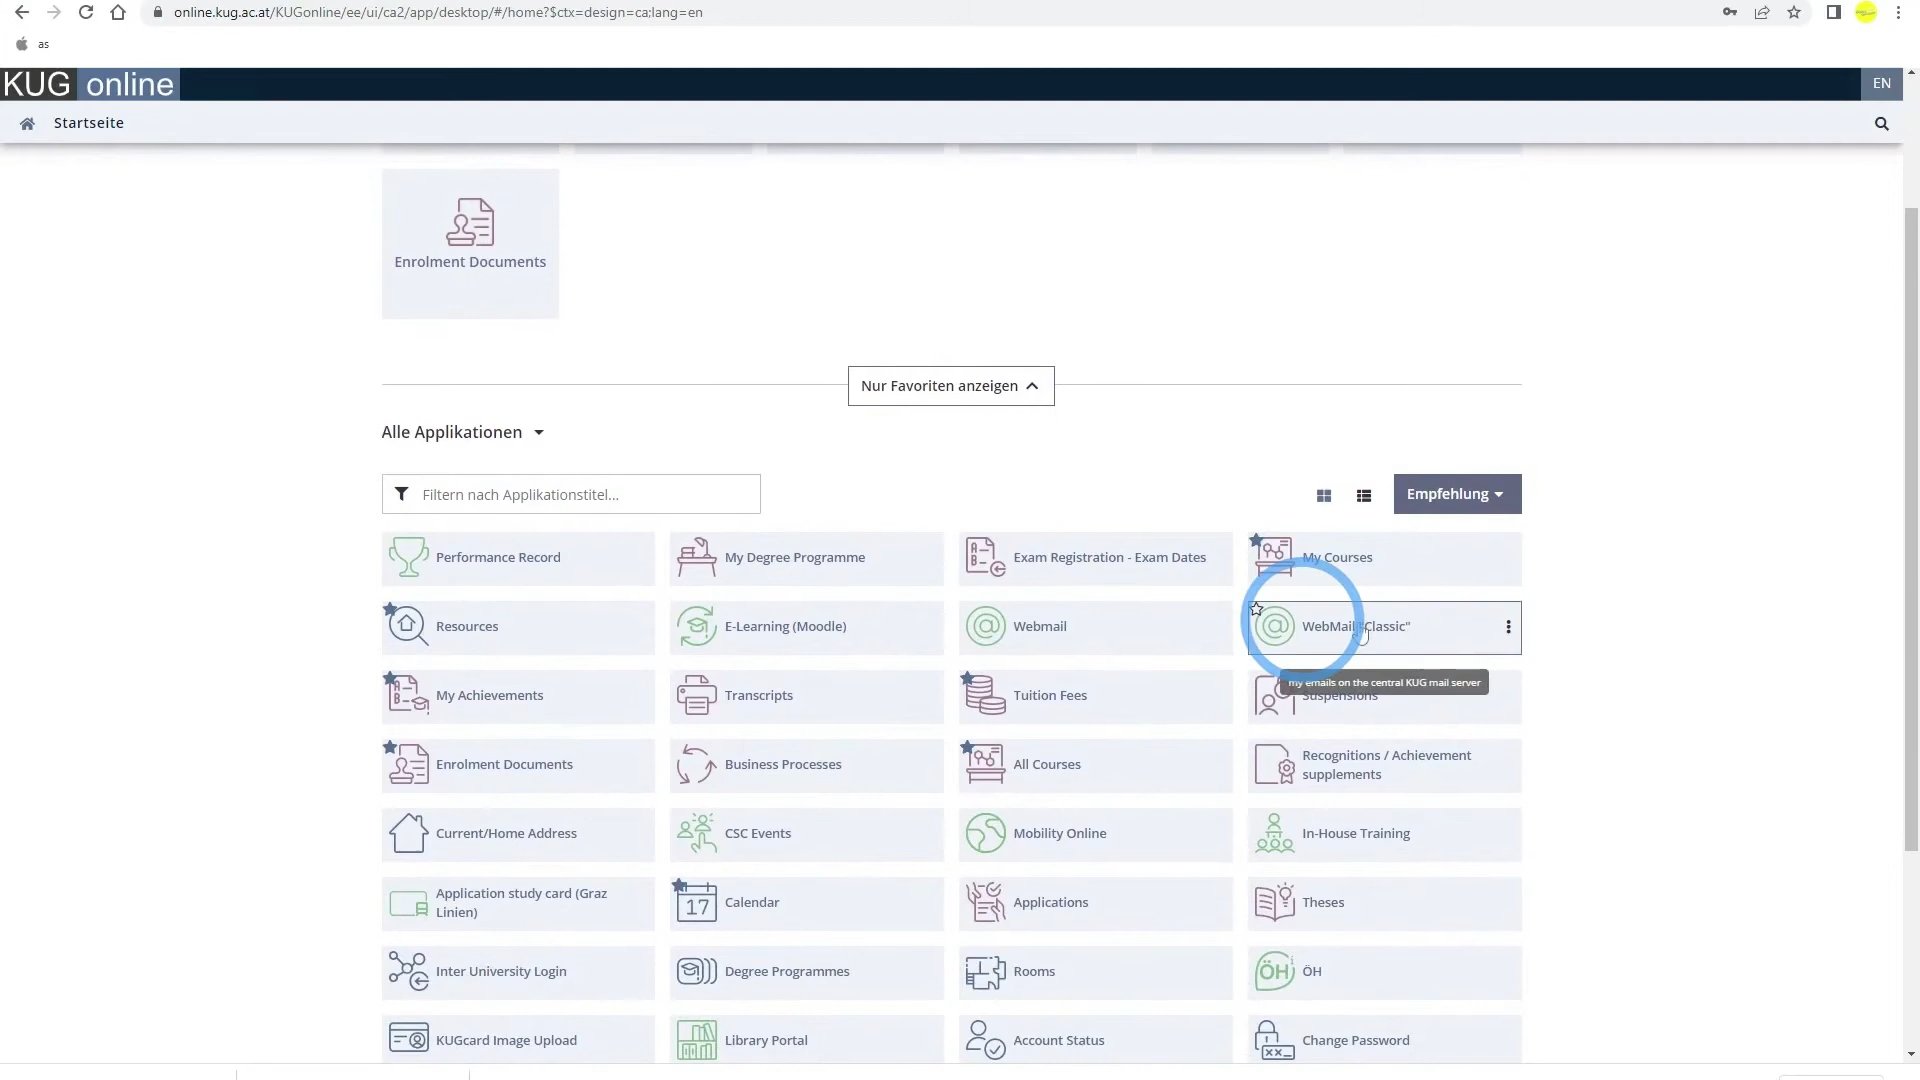 online.kug.ac.at/KUGonline/ee/ui/ca2/app/desktop/#/home?$ctx=design=ca;lang=en
as
KUG online
EN
Startseite
Enrolment Documents
Nur Favoriten anzeigen
Alle Applikationen
Filtern nach Applikationstitel...
Empfehlung
Performance Record
My Degree Programme
Exam Registration - Exam Dates
My Courses
Resources
E-Learning (Moodle)
Webmail
WebMail "Classic"
my emails on the central KUG mail server
My Achievements
Transcripts
Tuition Fees
Suspensions
Enrolment Documents
Business Processes
All Courses
Recognitions / Achievement
supplements
Current/Home Address
CSC Events
Mobility Online
In-House Training
Application study card (Graz
Linien)
17
Calendar
Applications
Theses
Inter University Login
Degree Programmes
Rooms
ÖH
ÖH
KUGcard Image Upload
Library Portal
Account Status
Change Password